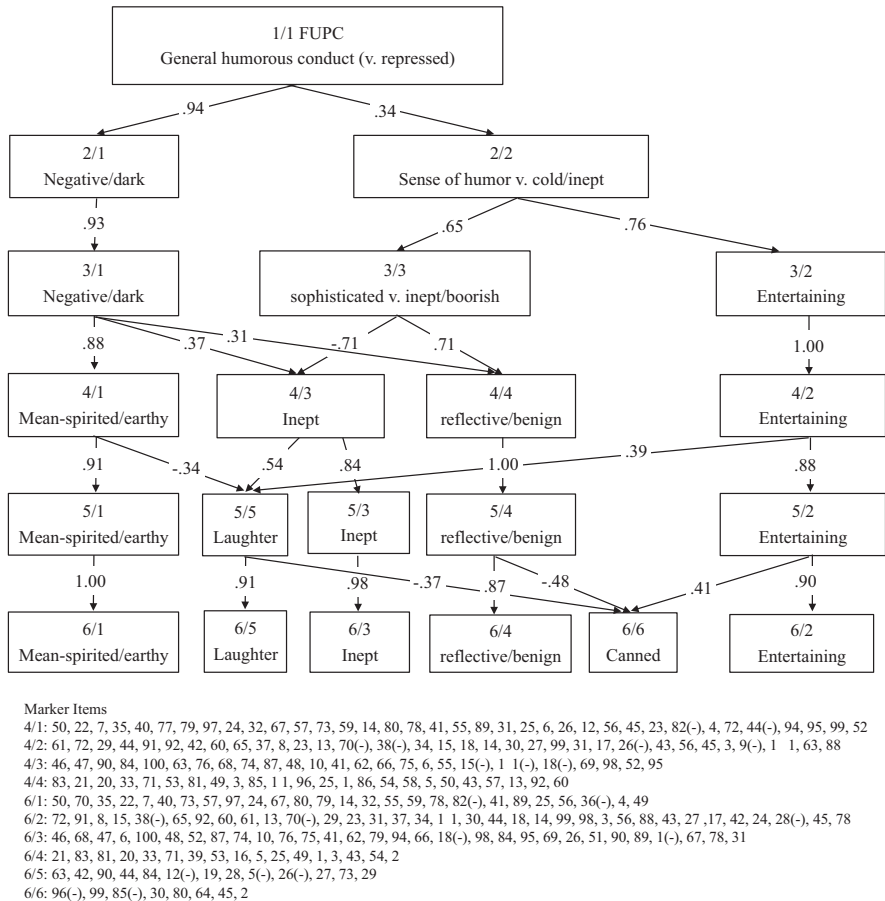 1/1 FUPC
General humorous conduct (v. repressed)
.94
.34
2/1
Negative/dark
2/2
Sense of humor v. cold/inept
.93
.65
.76
3/1
Negative/dark
3/3
sophisticated v. inept/boorish
3/2
Entertaining
.88
.37
.31
-.71
.71
1.00
4/1
Mean-spirited/earthy
4/3
Inept
4/4
reflective/benign
4/2
Entertaining
.91
-.34
.54
.84
1.00
.39
.88
5/1
Mean-spirited/earthy
5/5
Laughter
5/3
Inept
5/4
reflective/benign
5/2
Entertaining
1.00
.91
.98
-.37
.87
-.48
.41
.90
6/1
Mean-spirited/earthy
6/5
Laughter
6/3
Inept
6/4
reflective/benign
6/6
Canned
6/2
Entertaining
Marker Items
4/1: 50, 22, 7, 35, 40, 77, 79, 97, 24, 32, 67, 57, 73, 59, 14, 80, 78, 41, 55, 89, 31, 25, 6, 26, 12, 56, 45, 23, 82(-), 4, 72, 44(-), 94, 95, 99, 52
4/2: 61, 72, 29, 44, 91, 92, 42, 60, 65, 37, 8, 23, 13, 70(-), 38(-), 34, 15, 18, 14, 30, 27, 99, 31, 17, 26(-), 43, 56, 45, 3, 9(-), 1 1, 63, 88
4/3: 46, 47, 90, 84, 100, 63, 76, 68, 74, 87, 48, 10, 41, 62, 66, 75, 6, 55, 15(-), 1 1(-), 18(-), 69, 98, 52, 95
4/4: 83, 21, 20, 33, 71, 53, 81, 49, 3, 85, 1 1, 96, 25, 1, 86, 54, 58, 5, 50, 43, 57, 13, 92, 60
6/1: 50, 70, 35, 22, 7, 40, 73, 57, 97, 24, 67, 80, 79, 14, 32, 55, 59, 78, 82(-), 41, 89, 25, 56, 36(-), 4, 49
6/2: 72, 91, 8, 15, 38(-), 65, 92, 60, 61, 13, 70(-), 29, 23, 31, 37, 34, 1 1, 30, 44, 18, 14, 99, 98, 3, 56, 88, 43, 27 ,17, 42, 24, 28(-), 45, 78
6/3: 46, 68, 47, 6, 100, 48, 52, 87, 74, 10, 76, 75, 41, 62, 79, 94, 66, 18(-), 98, 84, 95, 69, 26, 51, 90, 89, 1(-), 67, 78, 31
6/4: 21, 83, 81, 20, 33, 71, 39, 53, 16, 5, 25, 49, 1, 3, 43, 54, 2
6/5: 63, 42, 90, 44, 84, 12(-), 19, 28, 5(-), 26(-), 27, 73, 29
6/6: 96(-), 99, 85(-), 30, 80, 64, 45, 2